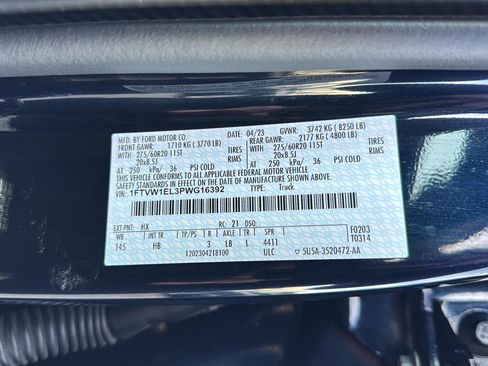 MFD. BY FORD MOTOR CO. DATE: 04/23 GVWR: 3742 KG ( 8250 LB)
FRONT GAWR: 1710 KG ( 3770 LB) REAR GAWR: 2177 KG ( 4800 LB)
WITH 275/60R20 115T TIRES WITH 275/60R20 115T
20x8.5J RIMS 20x8.5J
AT 250 kPa/ 36 PSI COLD AT 250 kPa/ 36 PSI COLD
THIS VEHICLE CONFORMS TO ALL APPLICABLE FEDERAL MOTOR VEHICLE SAFETY
STANDARDS IN EFFECT ON THE DATE OF MANUFACTURE SHOWN ABOVE.
VIN: 1FTVW1EL3PWG16392 TYPE: Truck
EXT PNT: HX RC: 21 DSO: F0203
WB INT TR TP/PS R AXLE TR SPR T0314
145 HB 3 LB L 4411
1202304218100 ULC SU5A-3520472-AA